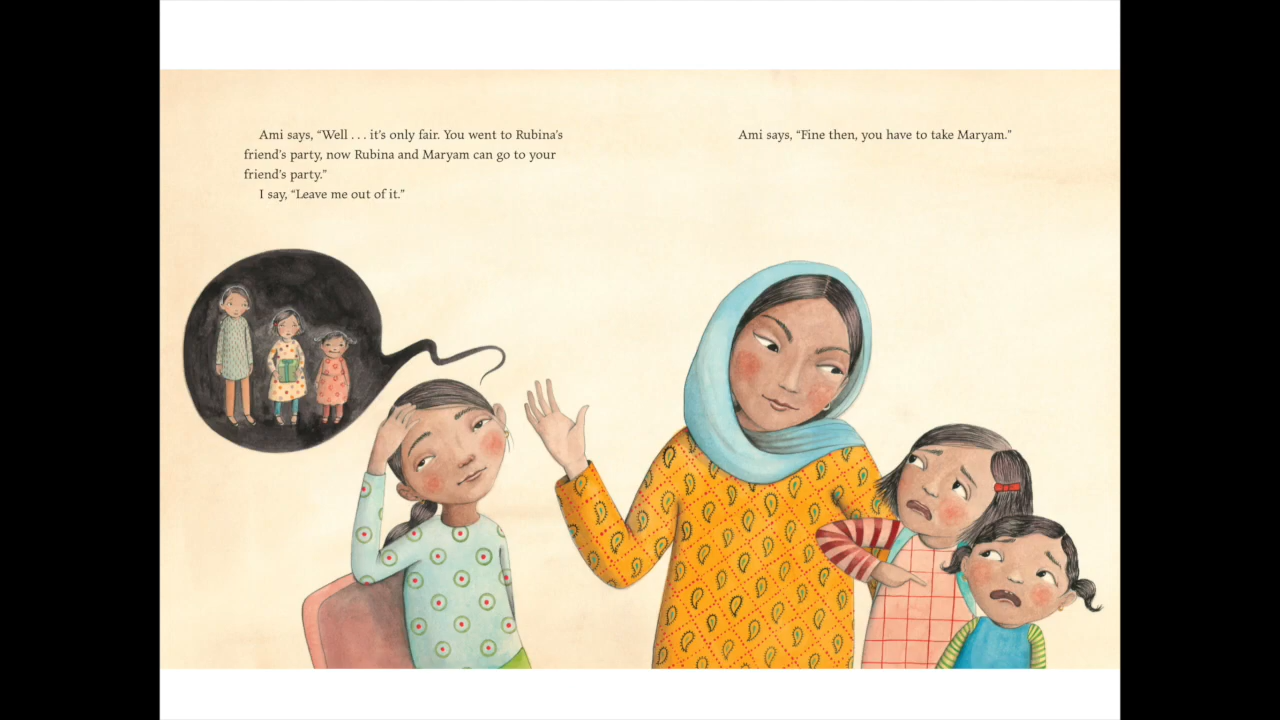 Ami says, “Well . . . it’s only fair. You went to Rubina’s
friend’s party, now Rubina and Maryam can go to your
friend’s party.”
I say, “Leave me out of it.”
Ami says, “Fine then, you have to take Maryam.”